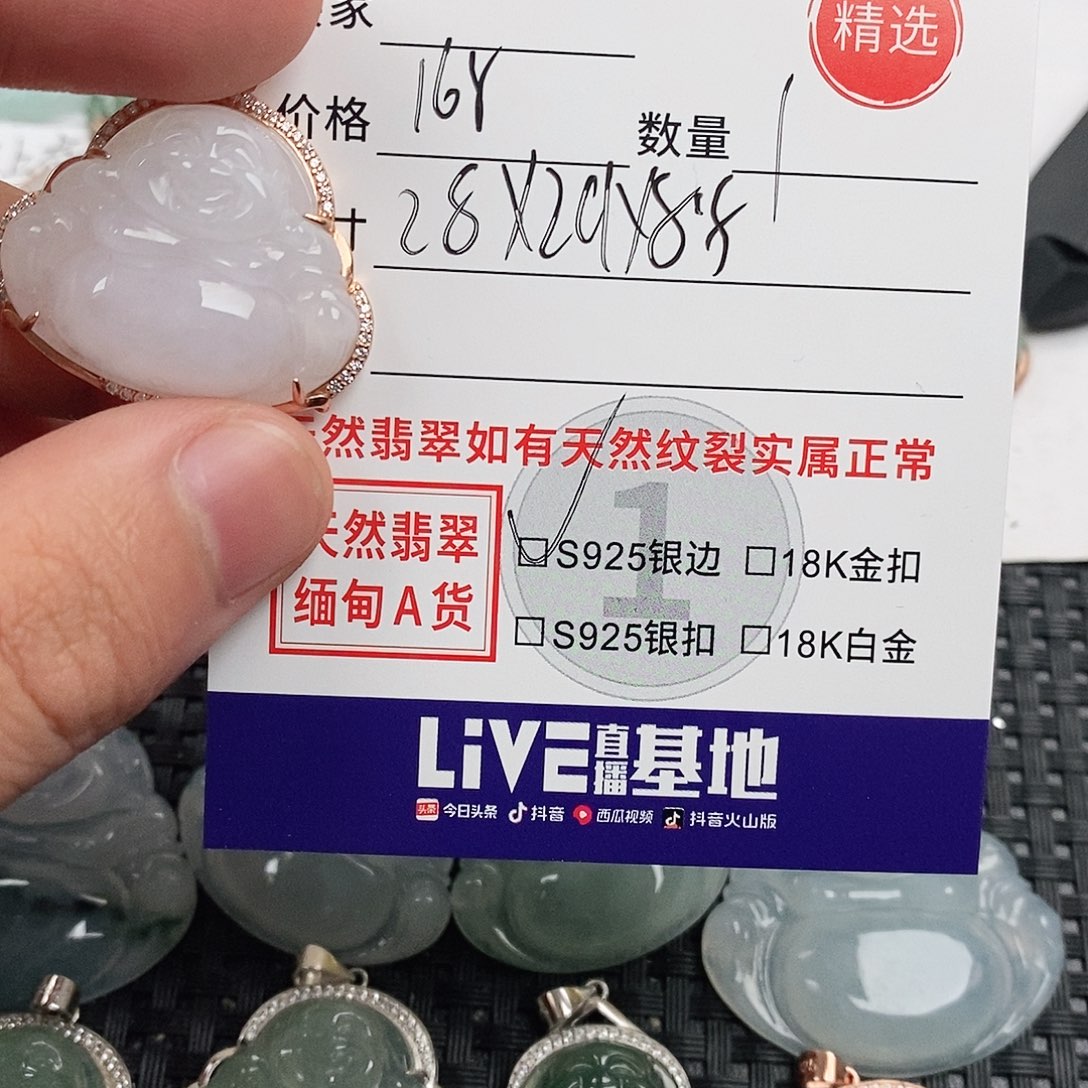 家
精选
价格 16Y 数量 1
寸 28X29X8.8
天然翡翠如有天然纹裂实属正常
天然翡翠
缅甸A货
1
S925银边 18K金扣
S925银扣 18K白金
LiVE直播基地
头条 今日头条 抖音 西瓜视频 抖音火山版